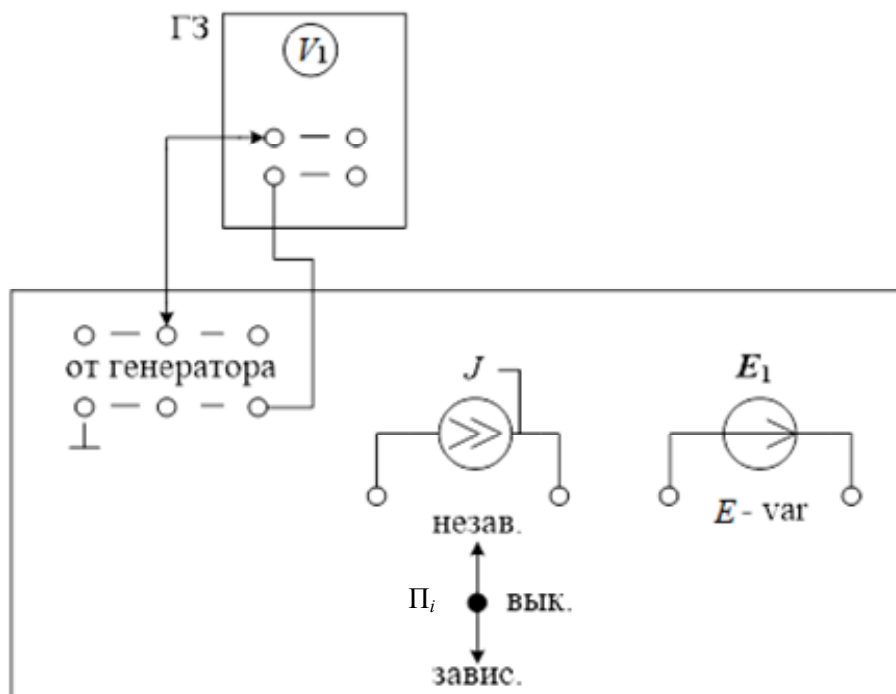 ГЗ
V1
от генератора
J
E1
E - var
незав.
Пi
вык.
завис.